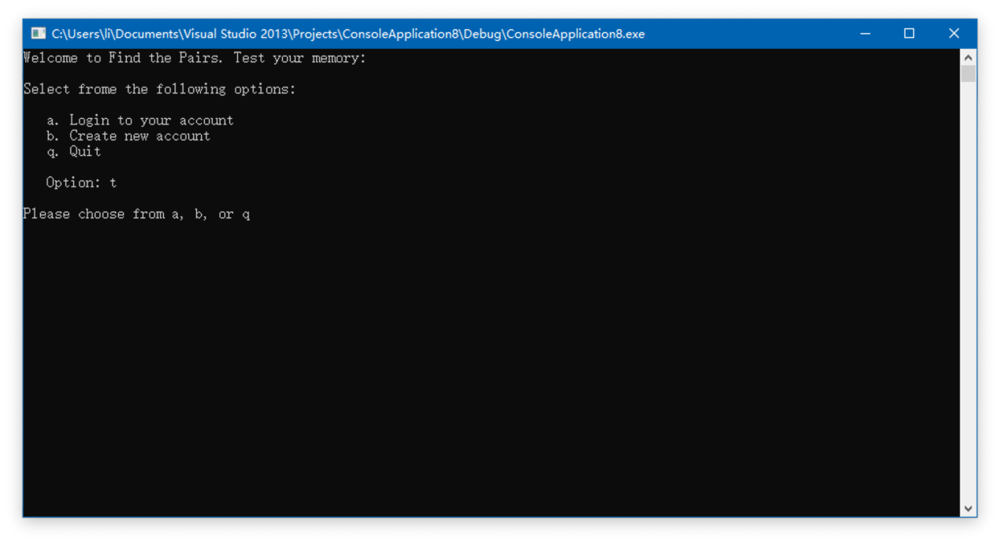 C:\Users\li\Documents\Visual Studio 2013\Projects\ConsoleApplication8\Debug\ConsoleApplication8.exe
Welcome to Find the Pairs. Test your memory:
Select frome the following options:
a. Login to your account
b. Create new account
q. Quit
Option: t
Please choose from a, b, or q